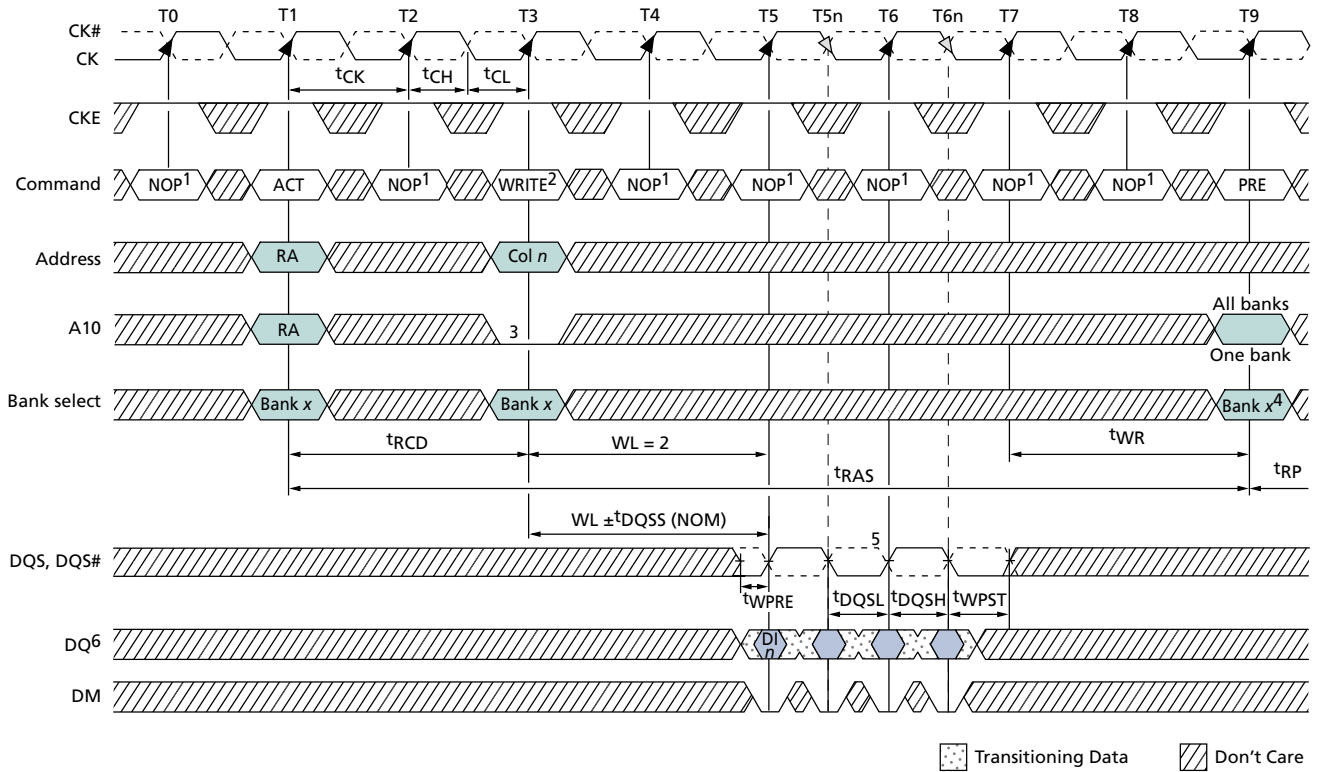 T0 T1 T2 T3 T4 T5 T5n T6 T6n T7 T8 T9
CK#
CK
tCK tCH tCL
CKE
Command NOP1 ACT NOP1 WRITE2 NOP1 NOP1 NOP1 NOP1 NOP1 PRE
Address RA Col n
All banks
A10 RA 3
One bank
Bank select Bank x Bank x Bank x4
tRCD WL = 2 tWR
tRAS tRP
WL ±tDQSS (NOM)
5
DQS, DQS#
tWPRE tDQSL tDQSH tWPST
DQ6 DI
n
DM
Transitioning Data Don't Care